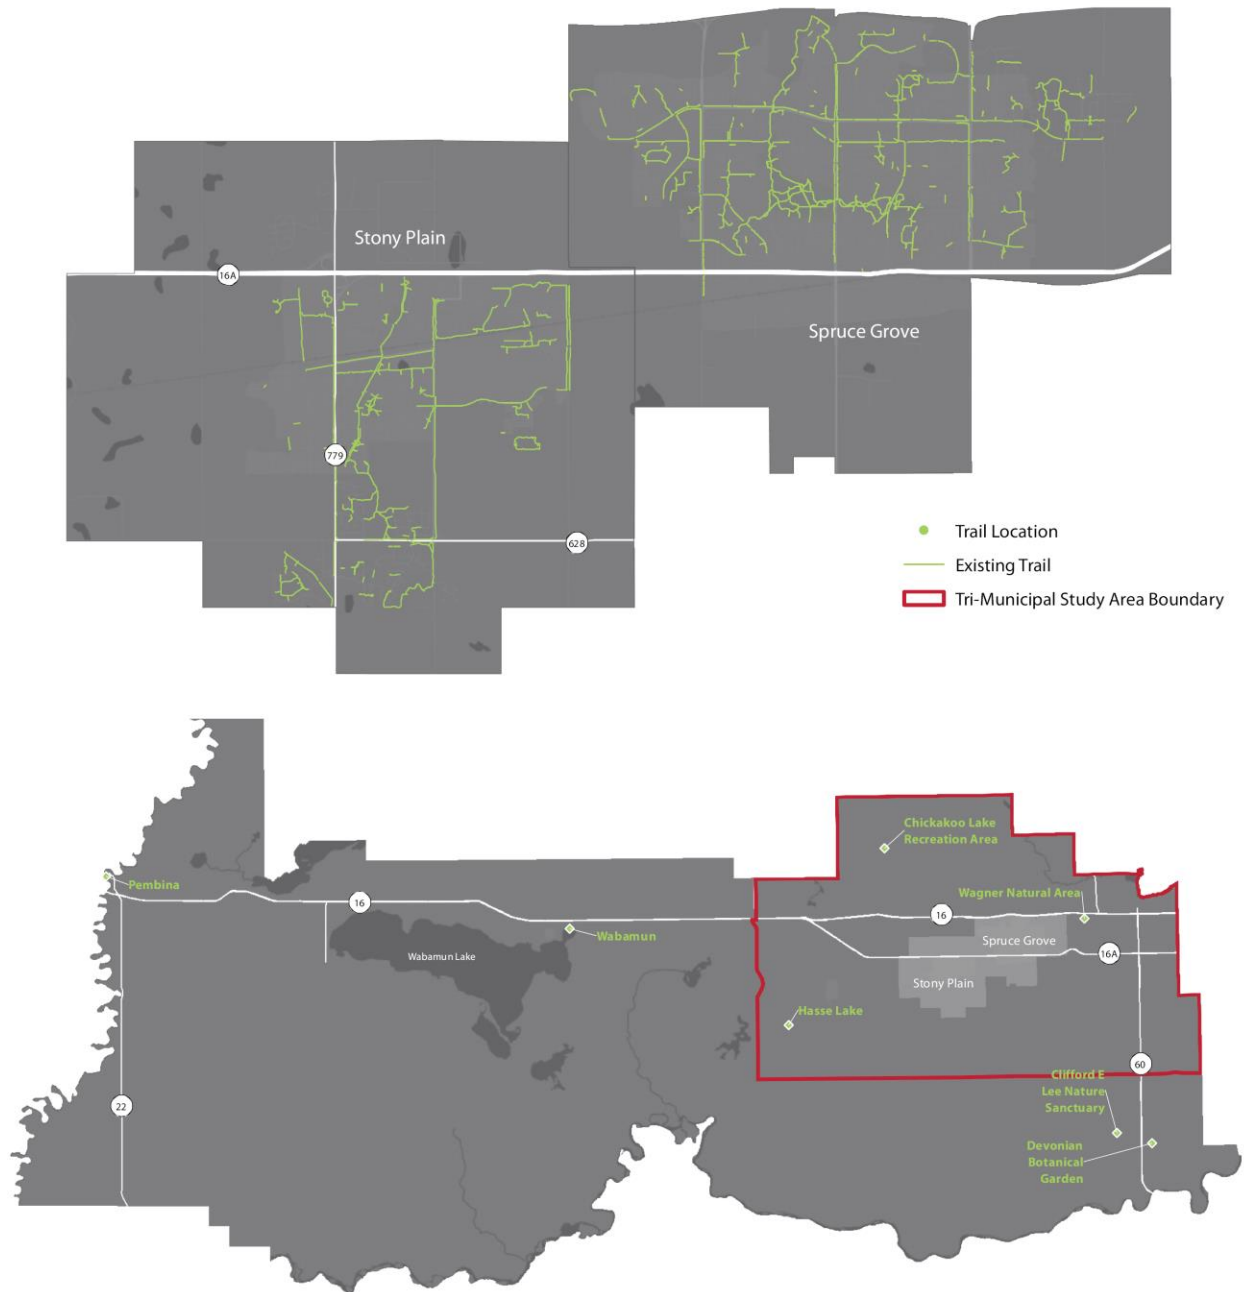 Stony Plain
16A
Spruce Grove
779
628
Trail Location
Existing Trail
Tri-Municipal Study Area Boundary
Chickakoo Lake
Recreation Area
Pembina
Wagner Natural Area
16
16
Wabamun
Spruce Grove
Wabamun Lake
16A
Stony Plain
Hasse Lake
60
Clifford E
Lee Nature
Sanctuary
22
Devonian
Botanical
Garden